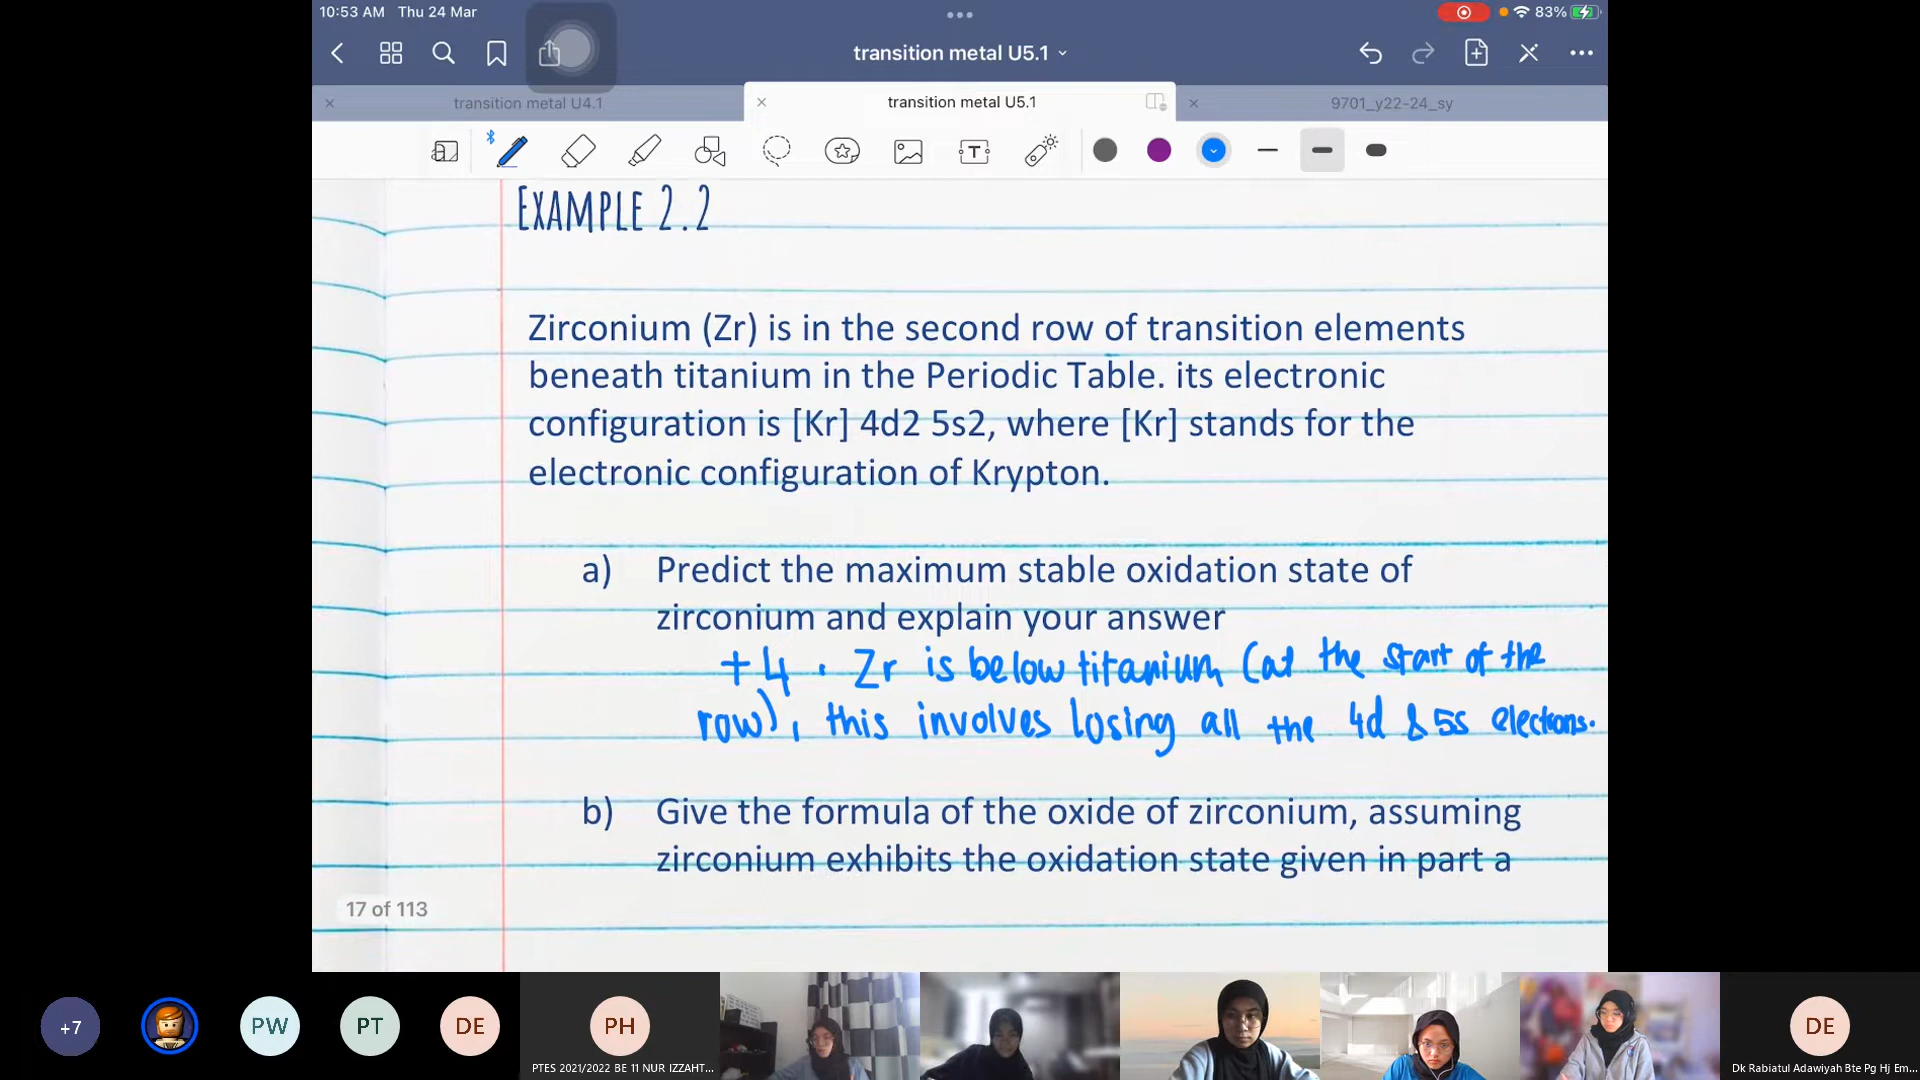 10:53 AM Thu 24 Mar
83%
transition metal U5.1
transition metal U4.1
transition metal U5.1
9701_y22-24_sy
EXAMPLE 2.2
Zirconium (Zr) is in the second row of transition elements
beneath titanium in the Periodic Table. its electronic
configuration is [Kr] 4d2 5s2, where [Kr] stands for the
electronic configuration of Krypton.
a) Predict the maximum stable oxidation state of
zirconium and explain your answer
+4 . Zr is below titanium (at the start of the
row), this involves losing all the 4d & 5s electrons.
b) Give the formula of the oxide of zirconium, assuming
zirconium exhibits the oxidation state given in part a
17 of 113
+7
PW
PT
DE
PH
PTES 2021/2022 BE 11 NUR IZZAHT...
DE
Dk Rabiatul Adawiyah Bte Pg Hj Em...